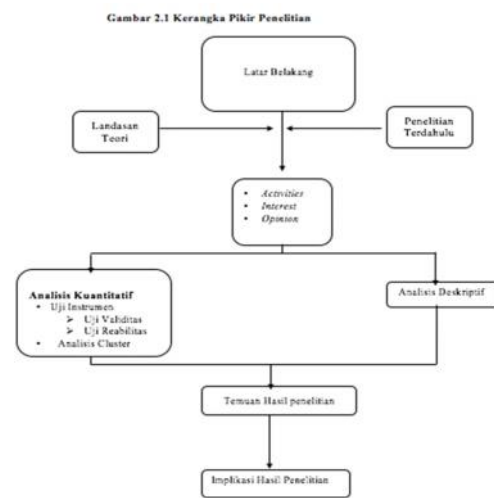 Gambar 2.1 Kerangka Pikir Penelitian
Latar Belakang
Landasan
Teori
Penelitian
Terdahulu
• Activities
• Interest
• Opinion
Analisis Kuantitatif
• Uji Instrumen
➢ Uji Validitas
➢ Uji Reabilitas
• Analisis Cluster
Analisis Deskriptif
Temuan Hasil penelitian
Implikasi Hasil Penelitian